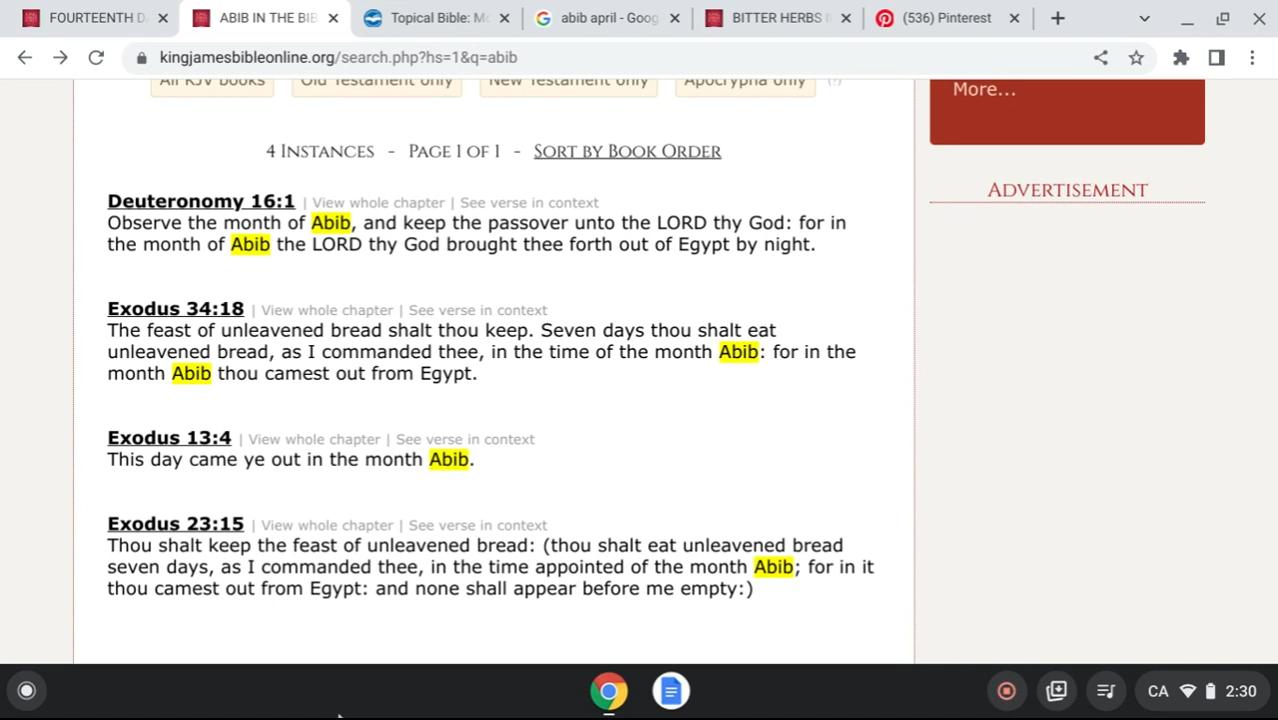 FOURTEENTH D
ABIB IN THE BIB
Topical Bible: M
abib april - Goog
BITTER HERBS
(536) Pinterest
kingjamesbibleonline.org/search.php?hs=1&q=abib
All KJV Books
Old Testament Only
New Testament Only
Apocrypha Only
(?)
More...
4 Instances - Page 1 of 1 - Sort by Book Order
Advertisement
Deuteronomy 16:1 | View whole chapter | See verse in context
Observe the month of Abib, and keep the passover unto the LORD thy God: for in
the month of Abib the LORD thy God brought thee forth out of Egypt by night.
Exodus 34:18 | View whole chapter | See verse in context
The feast of unleavened bread shalt thou keep. Seven days thou shalt eat
unleavened bread, as I commanded thee, in the time of the month Abib: for in the
month Abib thou camest out from Egypt.
Exodus 13:4 | View whole chapter | See verse in context
This day came ye out in the month Abib.
Exodus 23:15 | View whole chapter | See verse in context
Thou shalt keep the feast of unleavened bread: (thou shalt eat unleavened bread
seven days, as I commanded thee, in the time appointed of the month Abib; for in it
thou camest out from Egypt: and none shall appear before me empty:)
CA 2:30